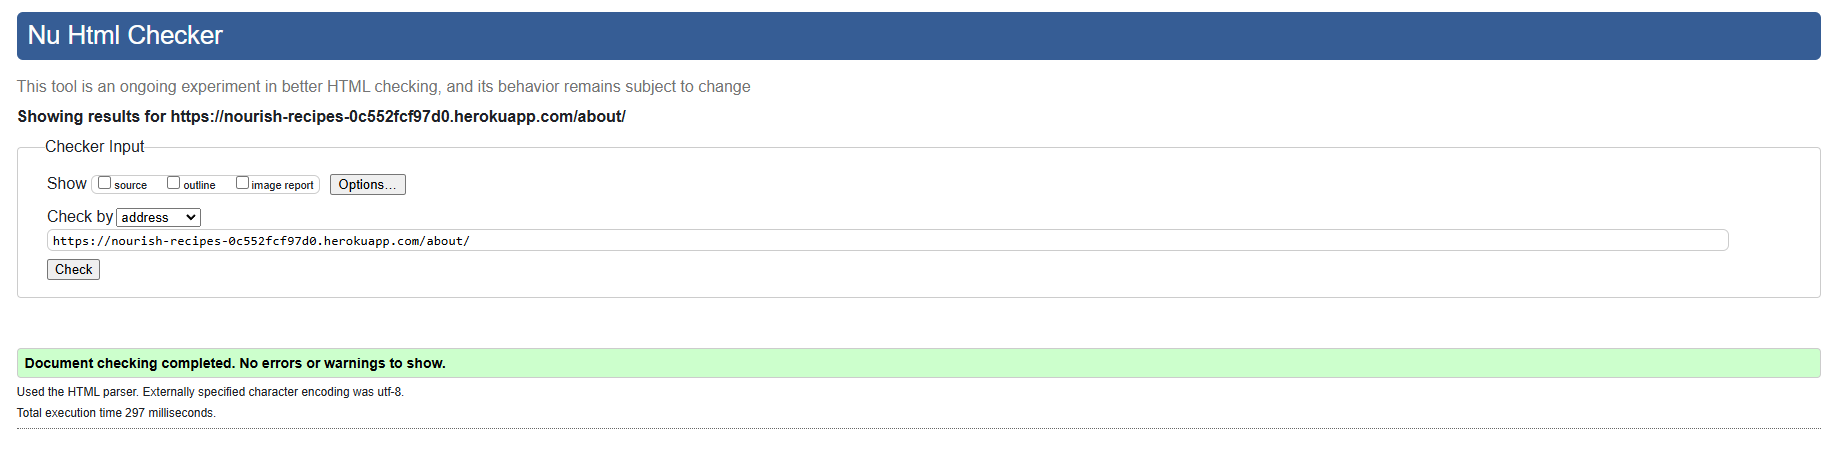 Nu Html Checker
This tool is an ongoing experiment in better HTML checking, and its behavior remains subject to change
Showing results for https://nourish-recipes-0c552fcf97d0.herokuapp.com/about/
Checker Input
Show source outline image report Options...
Check by address
https://nourish-recipes-0c552fcf97d0.herokuapp.com/about/
Check
Document checking completed. No errors or warnings to show.
Used the HTML parser. Externally specified character encoding was utf-8.
Total execution time 297 milliseconds.